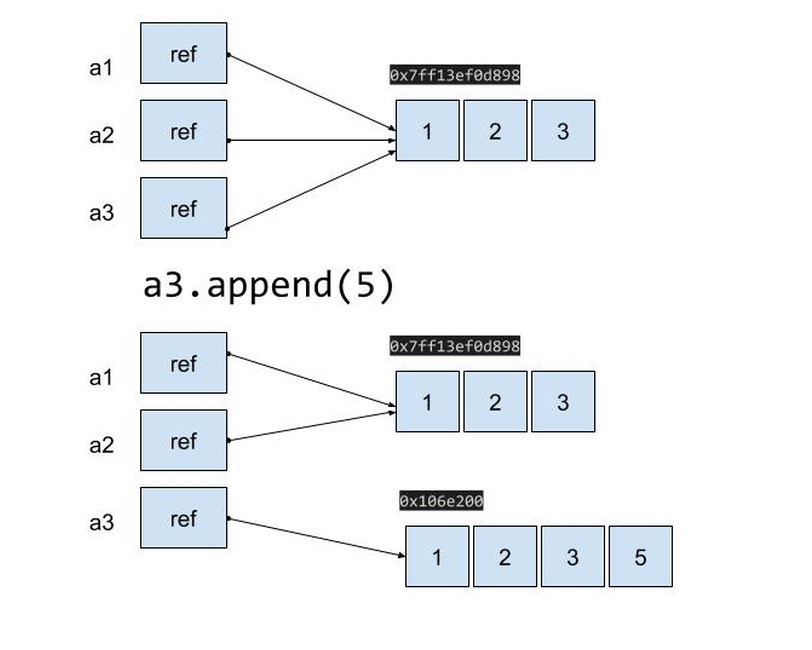 ref
a1
0x7ff13ef0d898
ref
a2
1 2 3
ref
a3
a3.append(5)
ref
a1
0x7ff13ef0d898
1 2 3
ref
a2
0x106e200
ref
a3
1 2 3 5